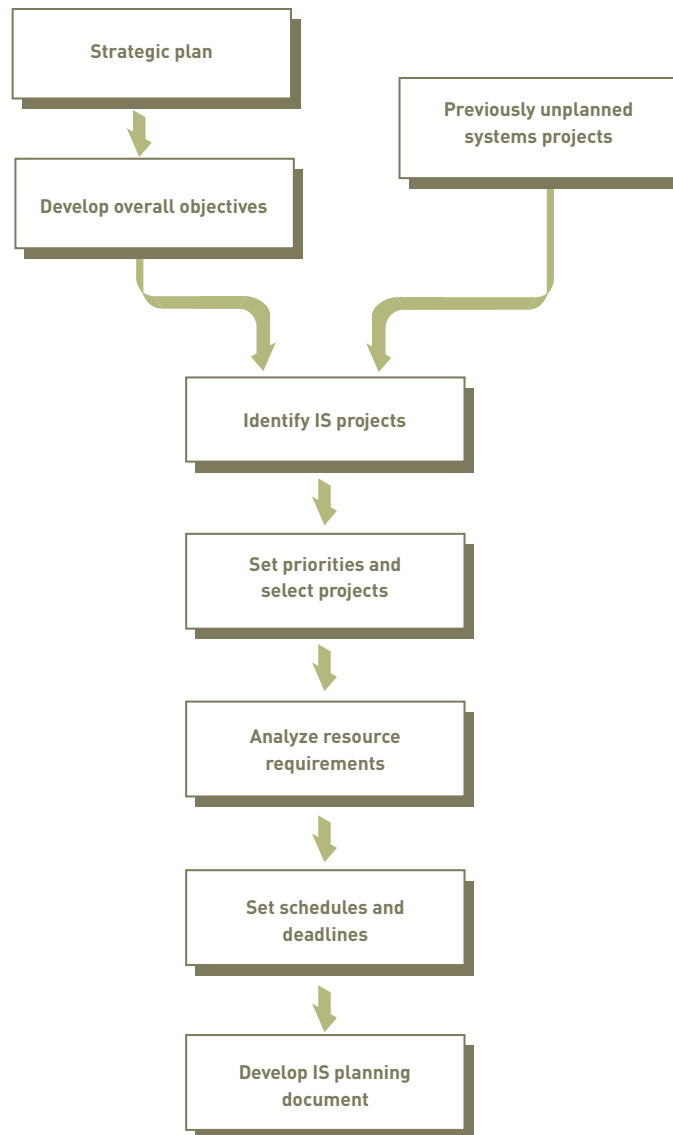 Strategic plan
Previously unplanned
systems projects
Develop overall objectives
Identify IS projects
Set priorities and
select projects
Analyze resource
requirements
Set schedules and
deadlines
Develop IS planning
document